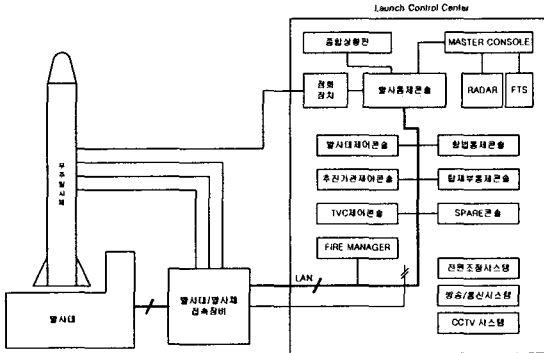 Launch Control Center
종합상황판
MASTER CONSOLE
점화
장치
발사통제콘솔
RADAR
FTS
우주발사체
발사대제어콘솔
항법통제콘솔
추진기관제어콘솔
탑재부통제콘솔
TVC제어콘솔
SPARE콘솔
FIRE MANAGER
LAN
발사대/발사체
접속장비
발사대
전원조정시스템
방송/통신시스템
CCTV 시스템